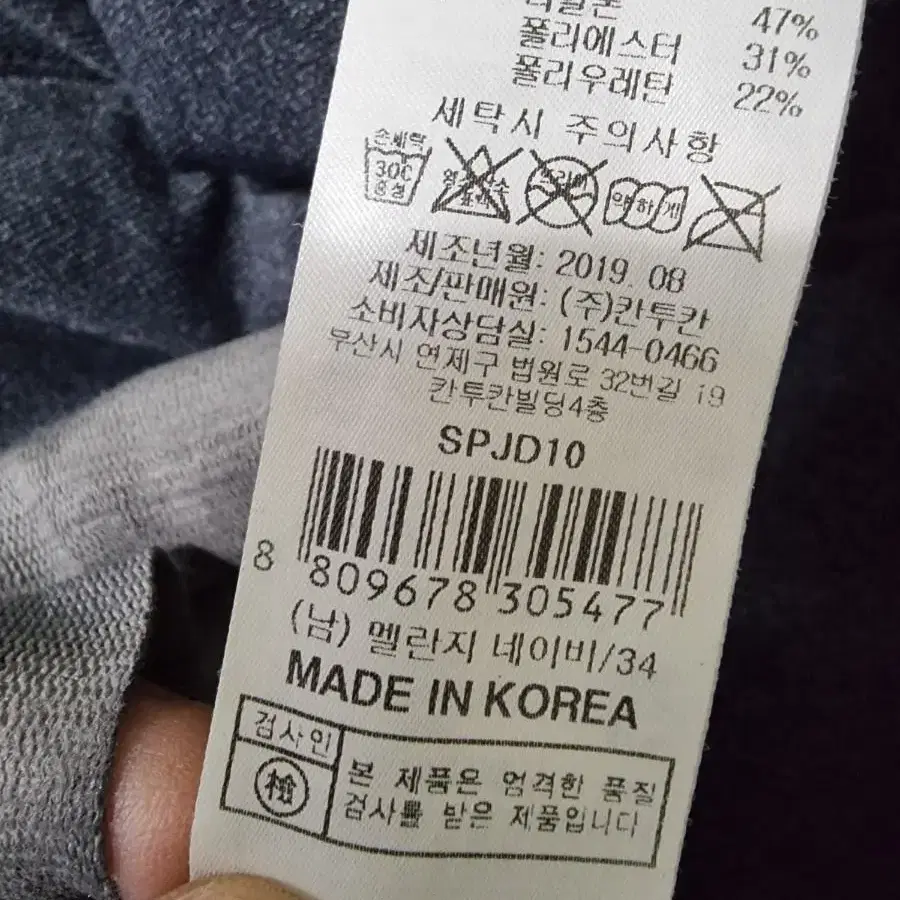 47%
폴리에스터 31%
폴리우레탄 22%
세탁시 주의사항
손세탁
30C
중성
약하게
제조년월: 2019. 08
제조/판매원: (주)칸투칸
소비자상담실: 1544-0466
부산시 연제구 법원로 32번길 19
칸투칸빌딩4층
SPJD10
8 809678 305477
(남) 멜란지 네이비/34
MADE IN KOREA
검사인
檢
본 제품은 엄격한 품질
검사를 받은 제품입니다